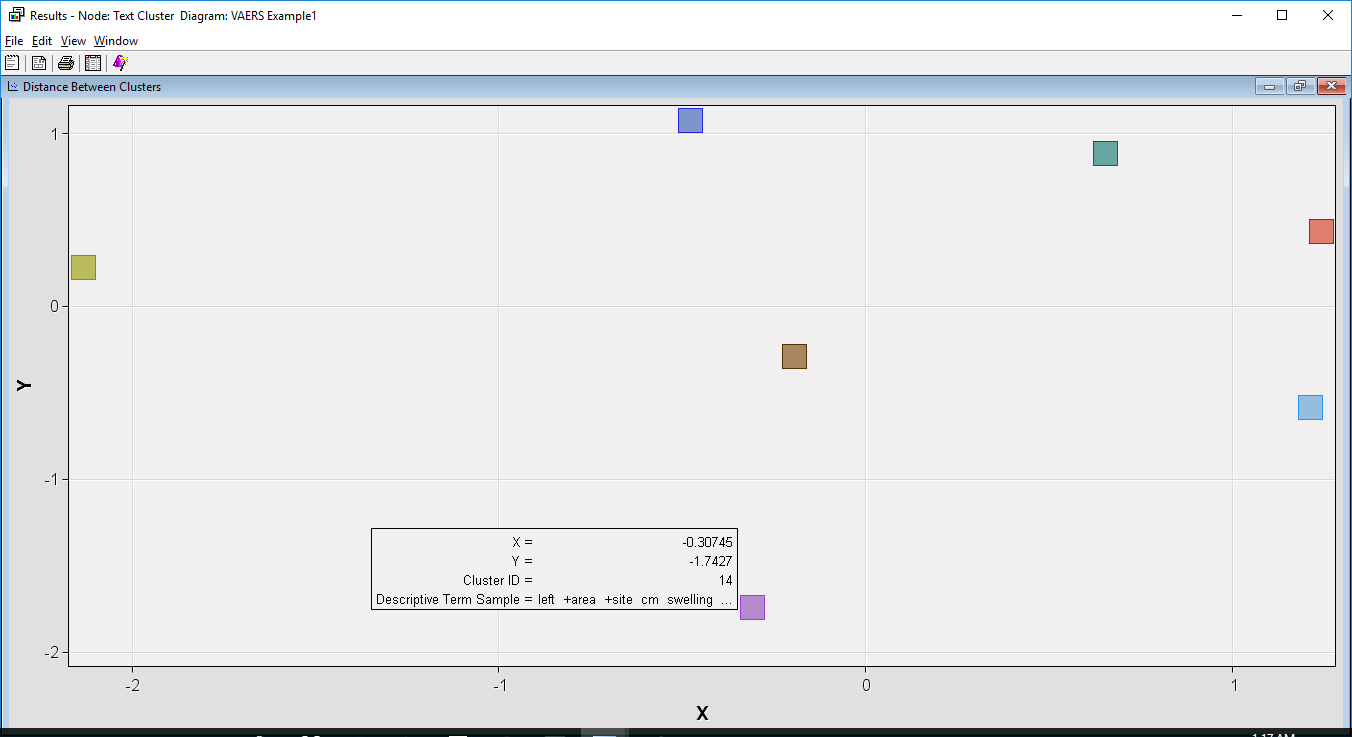 Results - Node: Text Cluster Diagram: VAERS Example1
File Edit View Window
Distance Between Clusters
1
0
-1
-2
Y
X = -0.30745
Y = -1.7427
Cluster ID = 14
Descriptive Term Sample = left +area +site cm swelling ...
-2 -1 0 1
X